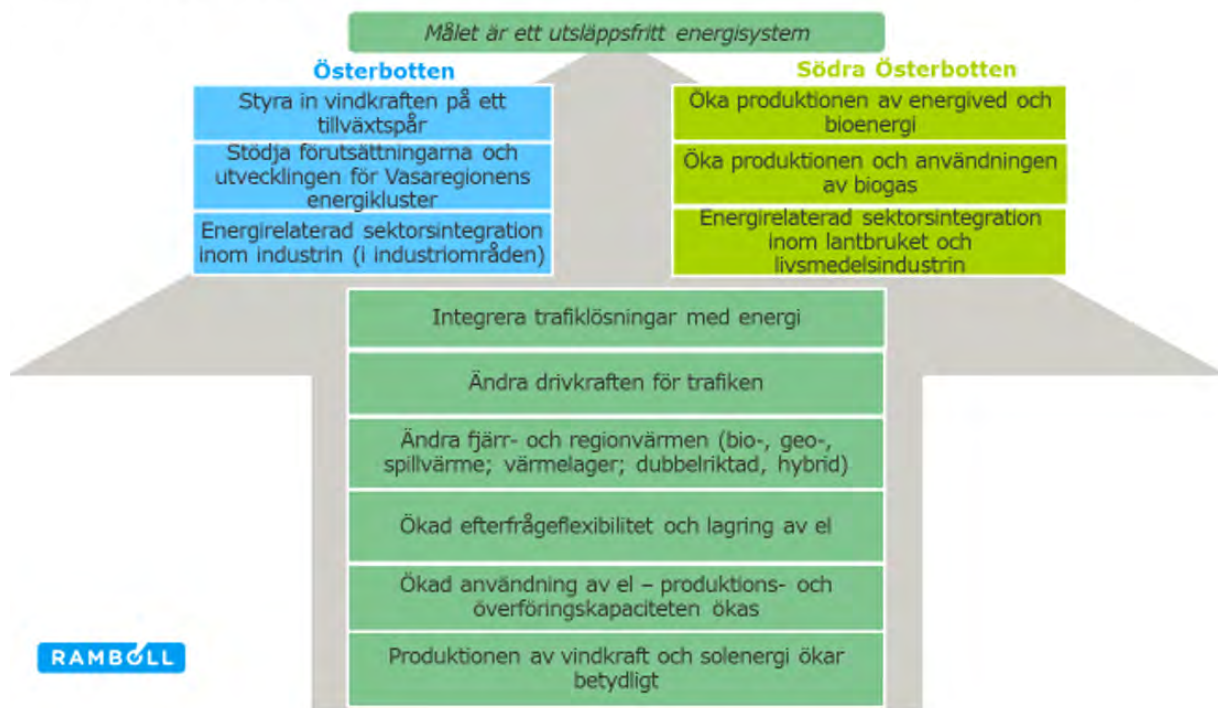 Målet är ett utsläppsfritt energisystem
Österbotten
Styra in vindkraften på ett
tillväxtspår
Stödja förutsättningarna och
utvecklingen för Vasaregionens
energikluster
Energirelaterad sektorsintegration
inom industrin (i industriområden)
Södra Österbotten
Öka produktionen av energived och
bioenergi
Öka produktionen och användningen
av biogas
Energirelaterad sektorsintegration
inom lantbruket och
livsmedelsindustrin
Integrera trafiklösningar med energi
Ändra drivkraften för trafiken
Ändra fjärr- och regionvärmen (bio-, geo-,
spillvärme; värmelager; dubbelriktad, hybrid)
Ökad efterfrågeflexibilitet och lagring av el
Ökad användning av el – produktions- och
överföringskapaciteten ökas
Produktionen av vindkraft och solenergi ökar
betydligt
RAMBOLL